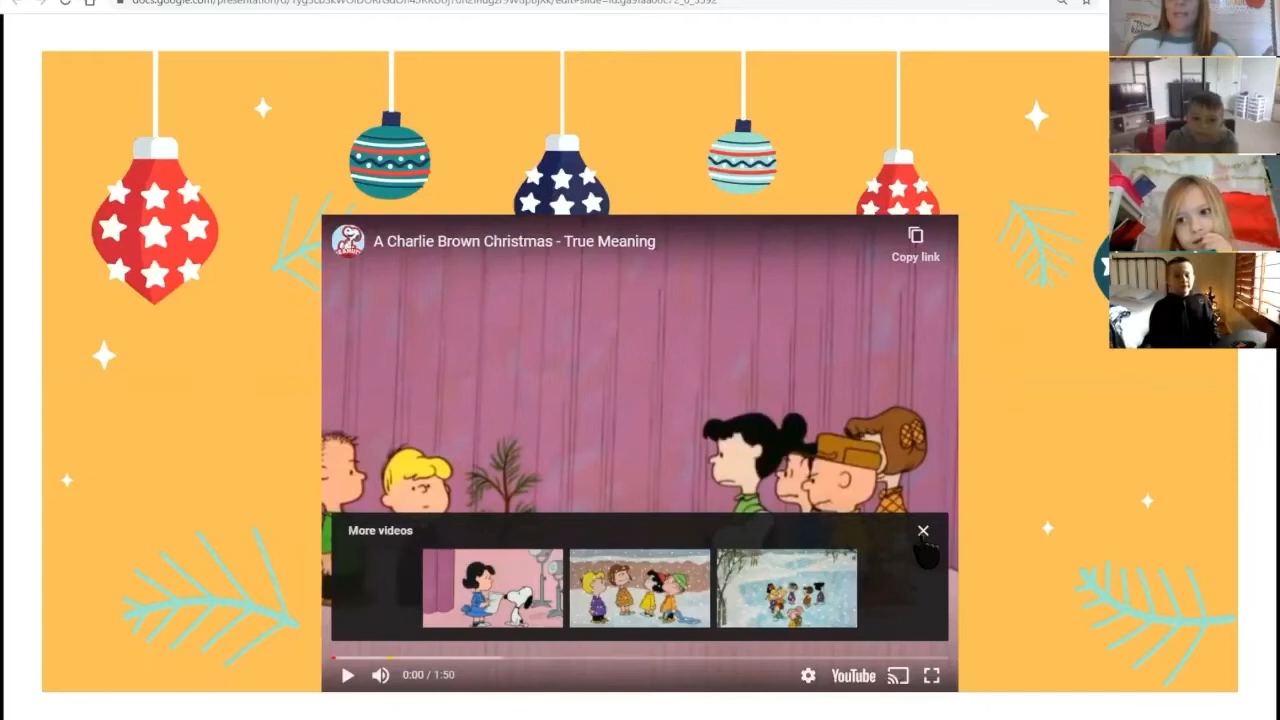 A Charlie Brown Christmas - True Meaning
Copy link
More videos
0:00 / 1:50
YouTube